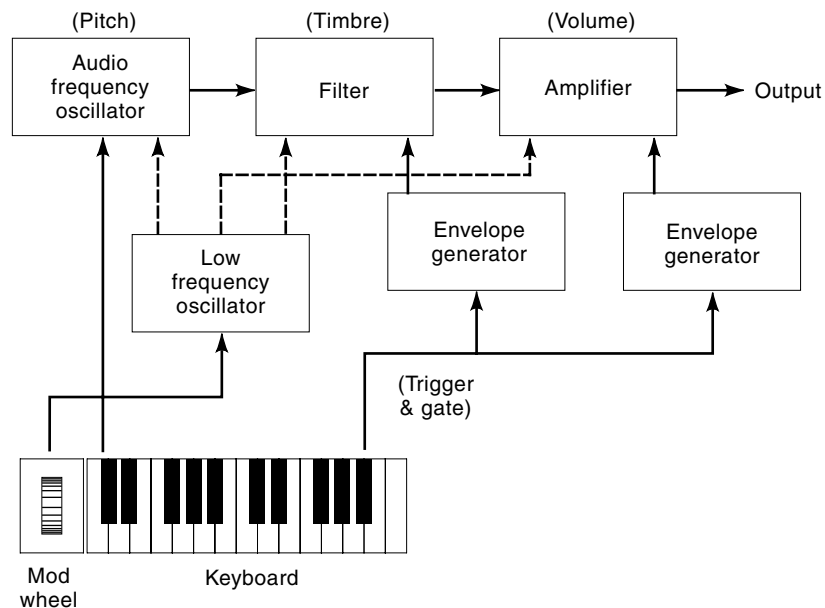 (Pitch)
(Timbre)
(Volume)
Audio
frequency
oscillator
Filter
Amplifier
Output
Low
frequency
oscillator
Envelope
generator
Envelope
generator
(Trigger
& gate)
Mod
wheel
Keyboard